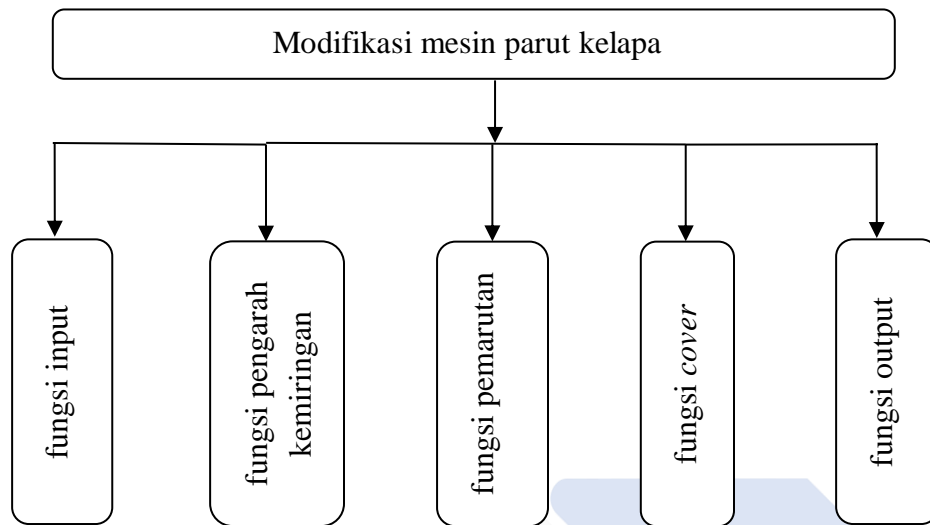 Modifikasi mesin parut kelapa
fungsi input
fungsi pengarah
kemiringan
fungsi pemarutan
fungsi cover
fungsi output